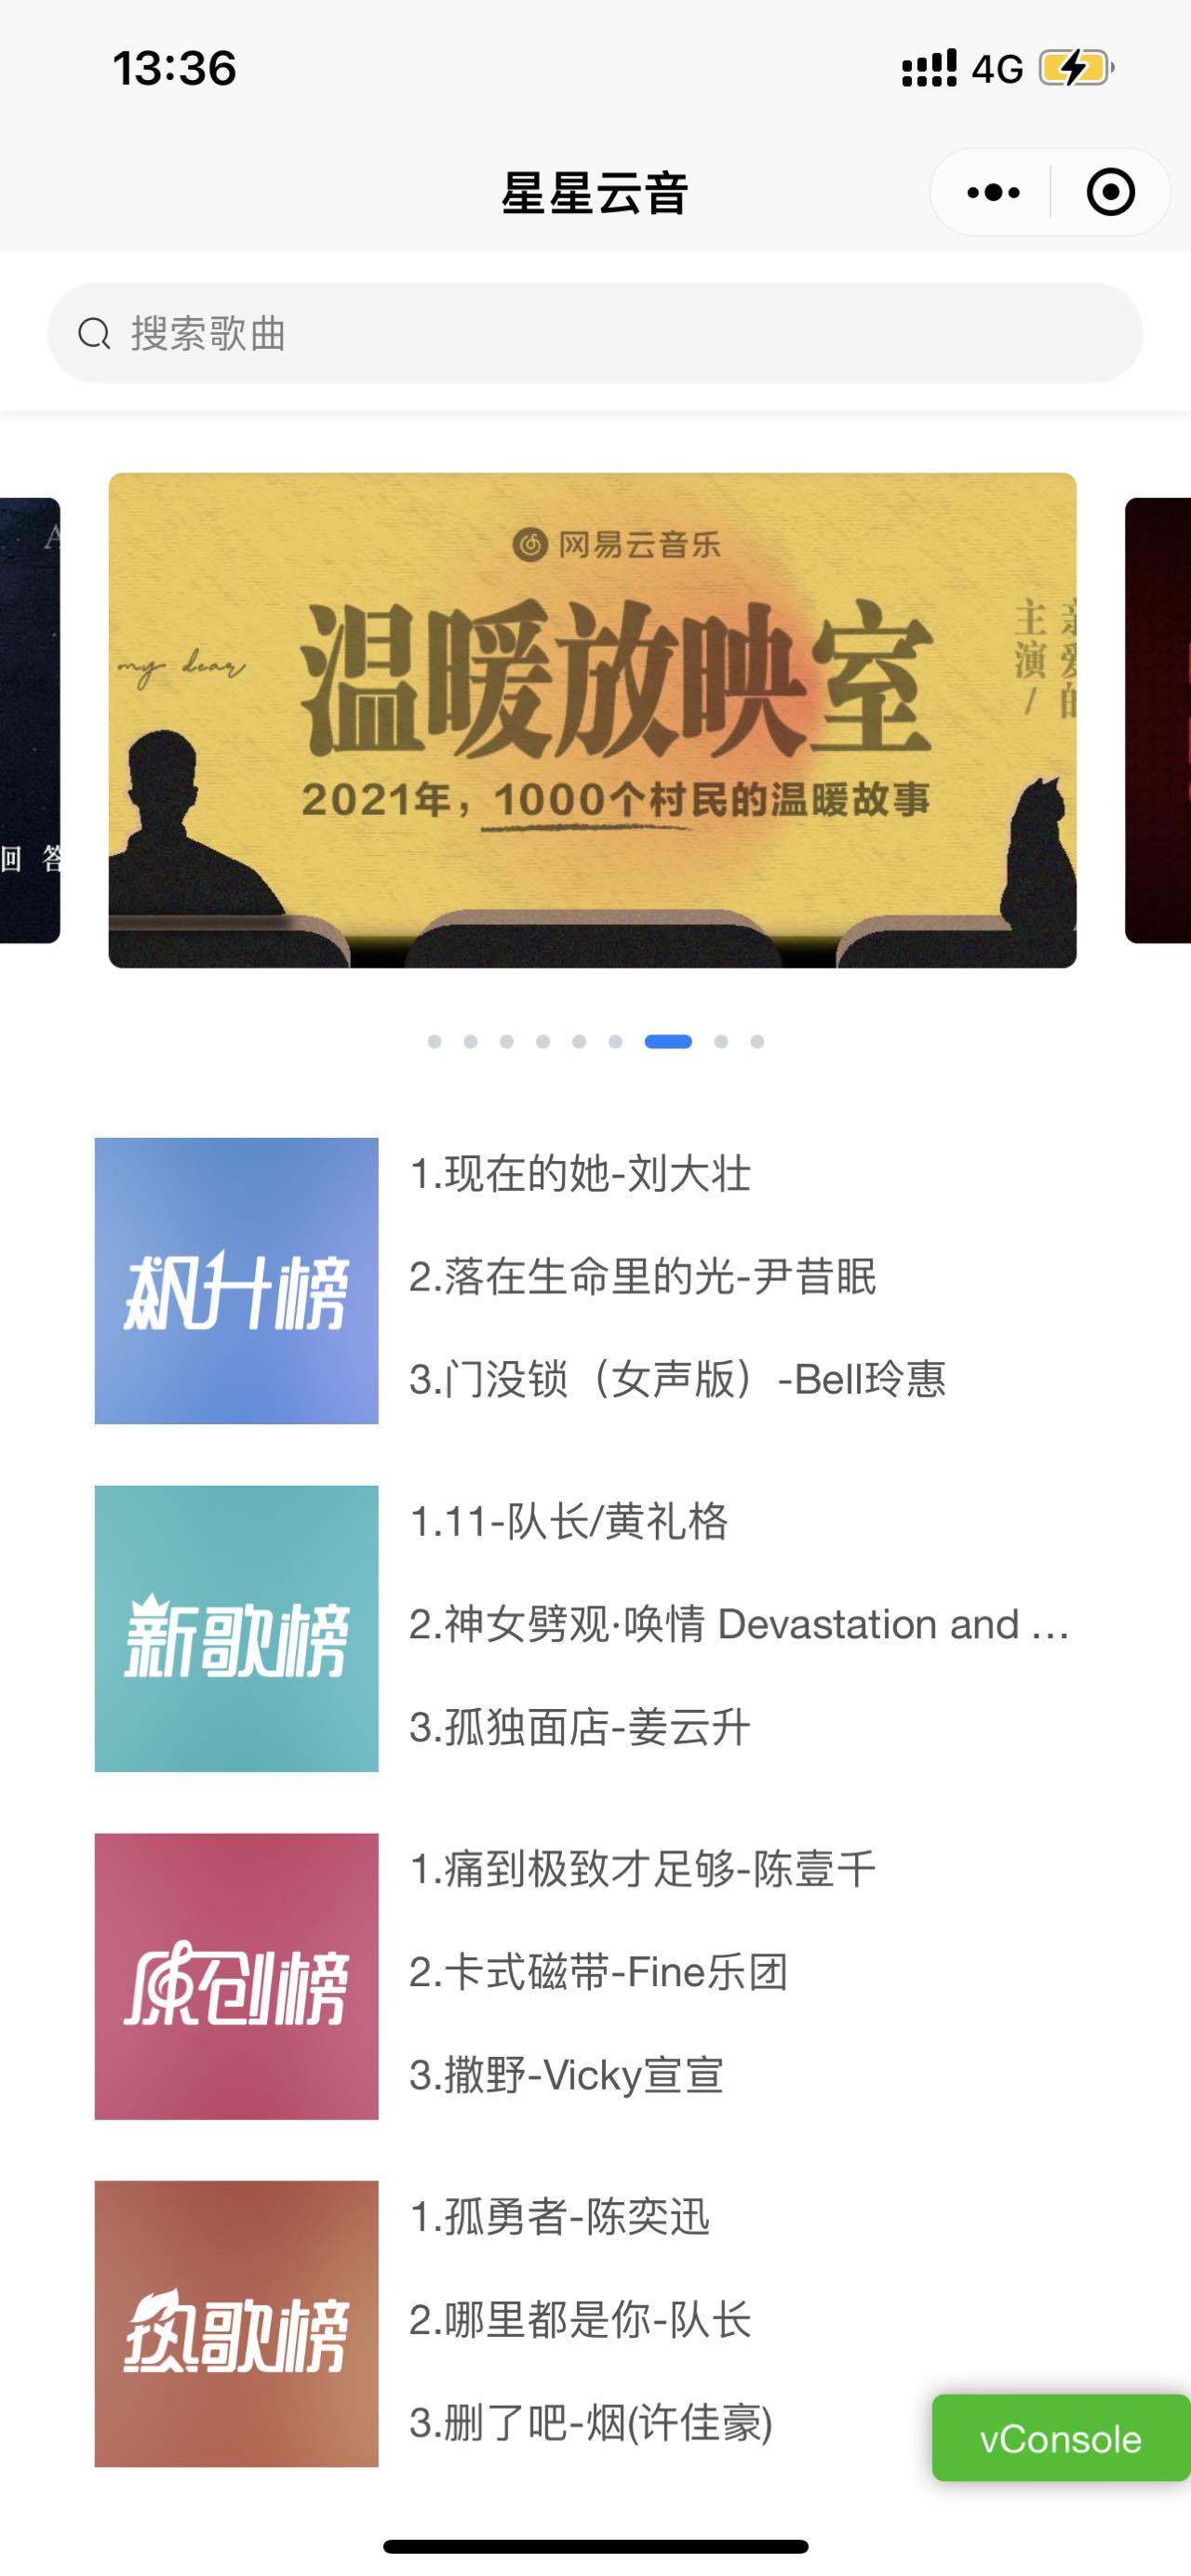 13:36
4G
星星云音
搜索歌曲
网易云音乐
温暖放映室
my dear
2021年，1000个村民的温暖故事
主演/
亲爱的
A
回 答
飙升榜
1.现在的她-刘大壮
2.落在生命里的光-尹昔眠
3.门没锁（女声版）-Bell玲惠
新歌榜
1.11-队长/黄礼格
2.神女劈观·唤情 Devastation and ...
3.孤独面店-姜云升
原创榜
1.痛到极致才足够-陈壹千
2.卡式磁带-Fine乐团
3.撒野-Vicky宣宣
热歌榜
1.孤勇者-陈奕迅
2.哪里都是你-队长
3.删了吧-烟(许佳豪)
vConsole